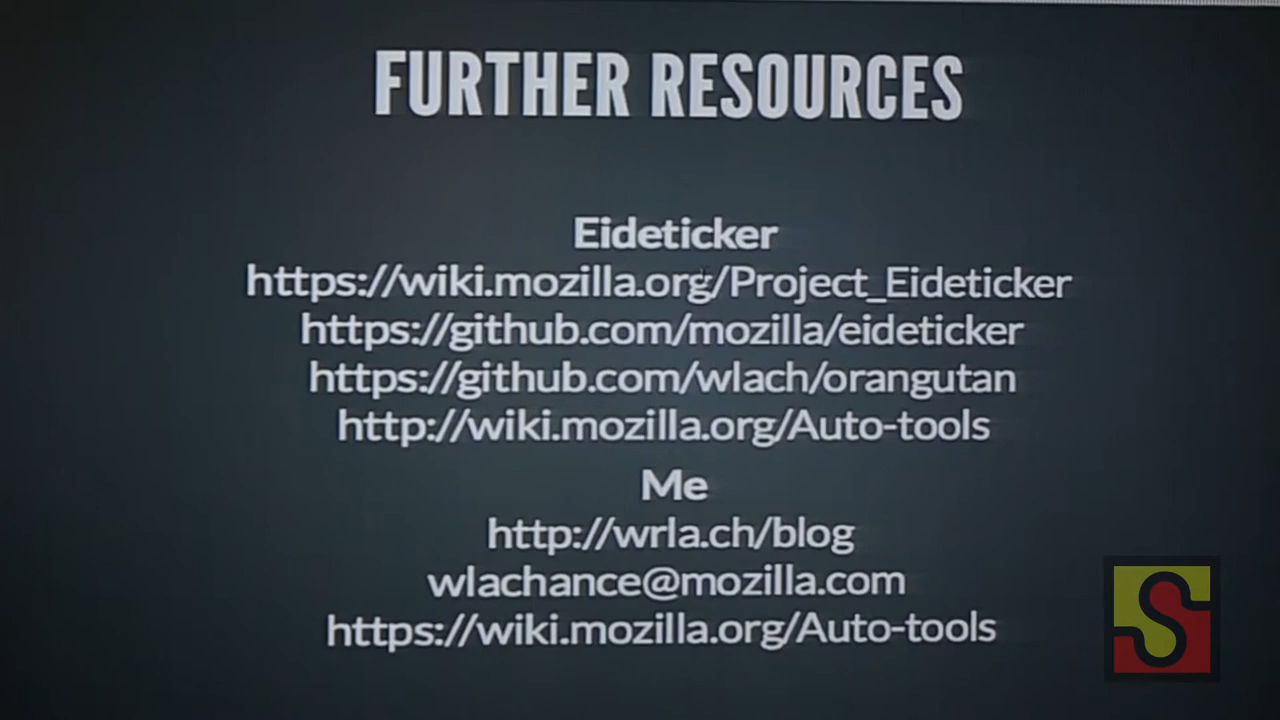 FURTHER RESOURCES
Eideticker
https://wiki.mozilla.org/Project_Eideticker
https://github.com/mozilla/eideticker
https://github.com/wlach/orangutan
http://wiki.mozilla.org/Auto-tools
Me
http://wrla.ch/blog
wlachance@mozilla.com
https://wiki.mozilla.org/Auto-tools
S